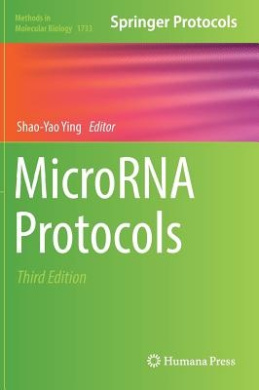 Methods in
Molecular Biology 1733
Springer Protocols
Shao-Yao Ying Editor
MicroRNA
Protocols
Third Edition
Humana Press